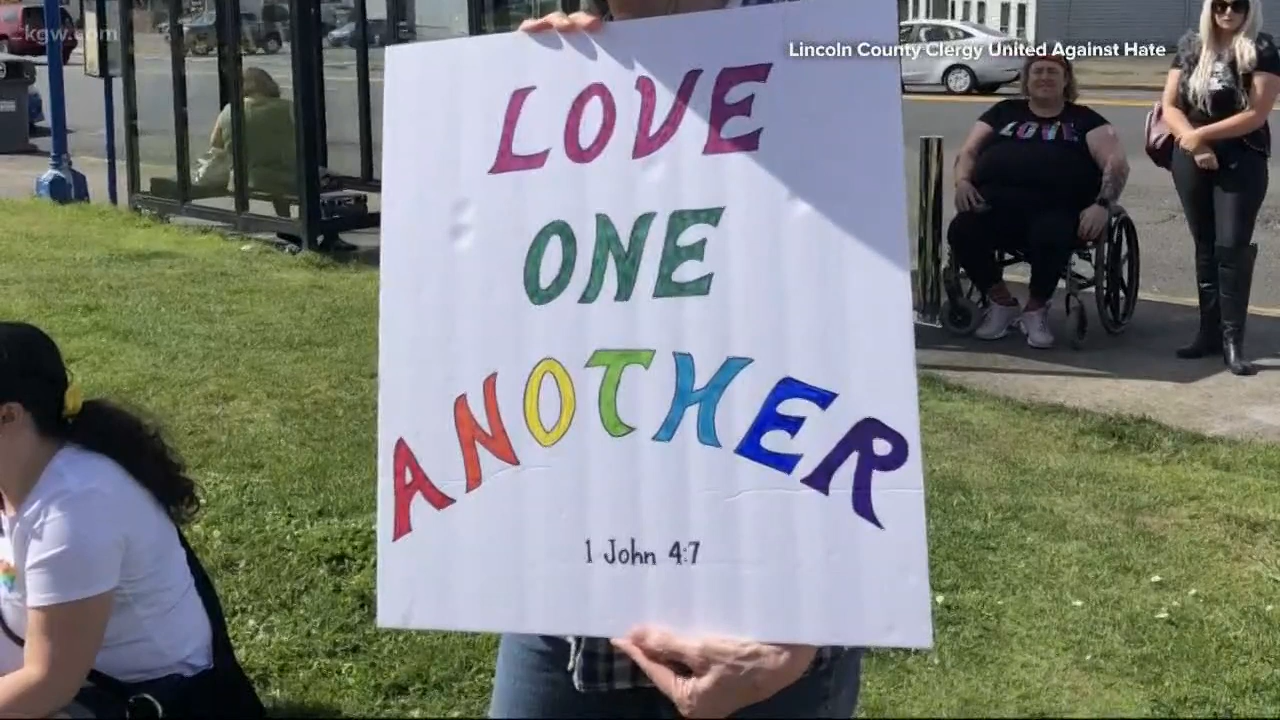 kgw.com
Lincoln County Clergy United Against Hate
LOVE
ONE
ANOTHER
1 John 4:7
LOVE